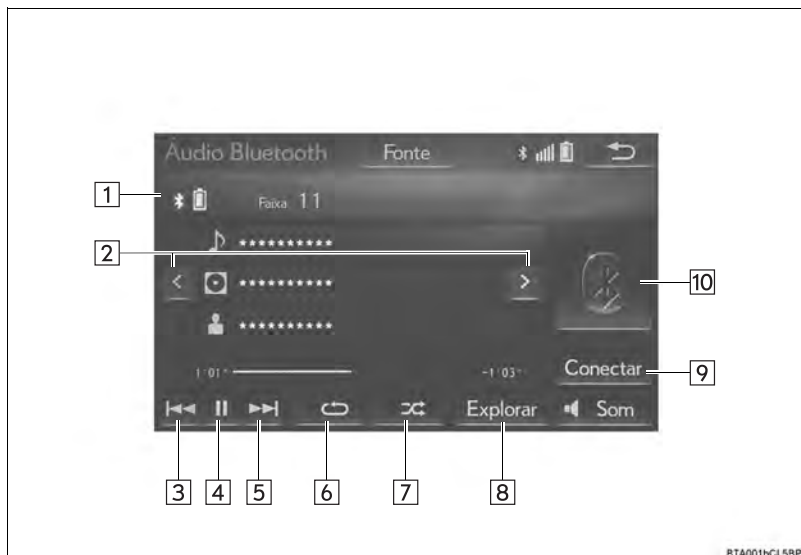 Áudio Bluetooth Fonte
1
Faixa 11
**********
2
< ********** >
10
**********
1'01" -1'03"
Conectar
9
Explorar Som
3 4 5 6 7 8